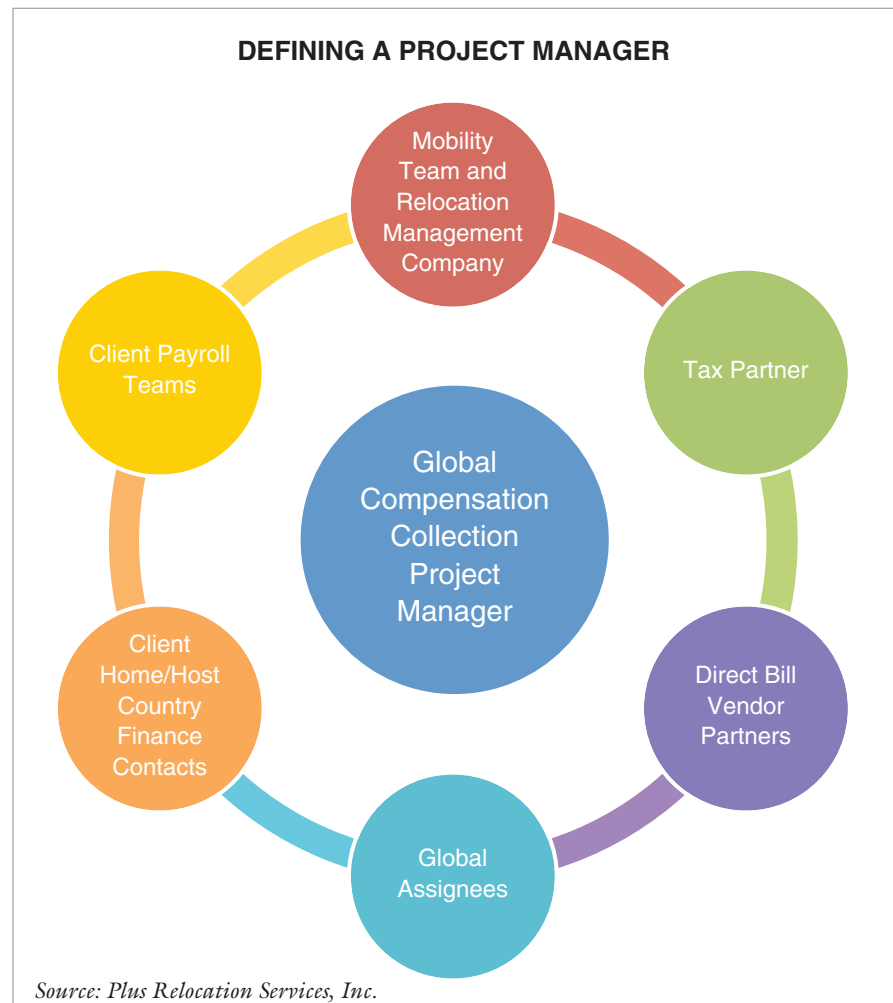 DEFINING A PROJECT MANAGER
Mobility
Team and
Relocation
Management
Company
Client Payroll
Teams
Tax Partner
Global
Compensation
Collection
Project
Manager
Client
Home/Host
Country
Finance
Contacts
Direct Bill
Vendor
Partners
Global
Assignees
Source: Plus Relocation Services, Inc.